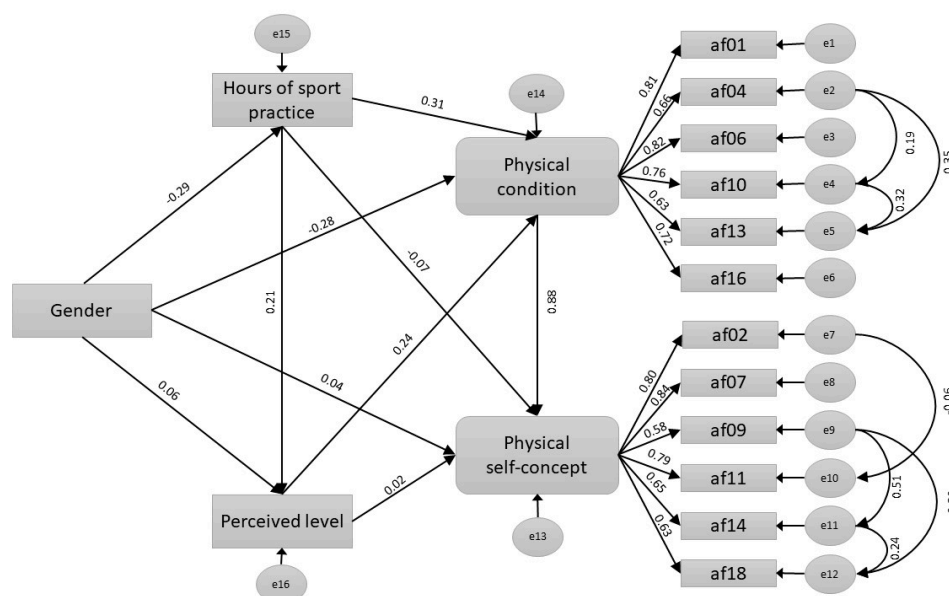 e15
Hours of sport
practice
0.31
e14
Physical
condition
-0.29
-0.28
-0.07
0.21
0.24
0.88
Gender
0.06
0.04
0.02
Perceived level
e16
Physical
self-concept
e13
0.81
0.66
0.82
0.76
0.63
0.72
af01
e1
af04
e2
af06
e3
af10
e4
af13
e5
af16
e6
0.19
0.35
0.32
0.80
0.84
0.58
0.79
0.65
0.63
af02
e7
af07
e8
af09
e9
af11
e10
af14
e11
af18
e12
-0.06
0.51
0.24